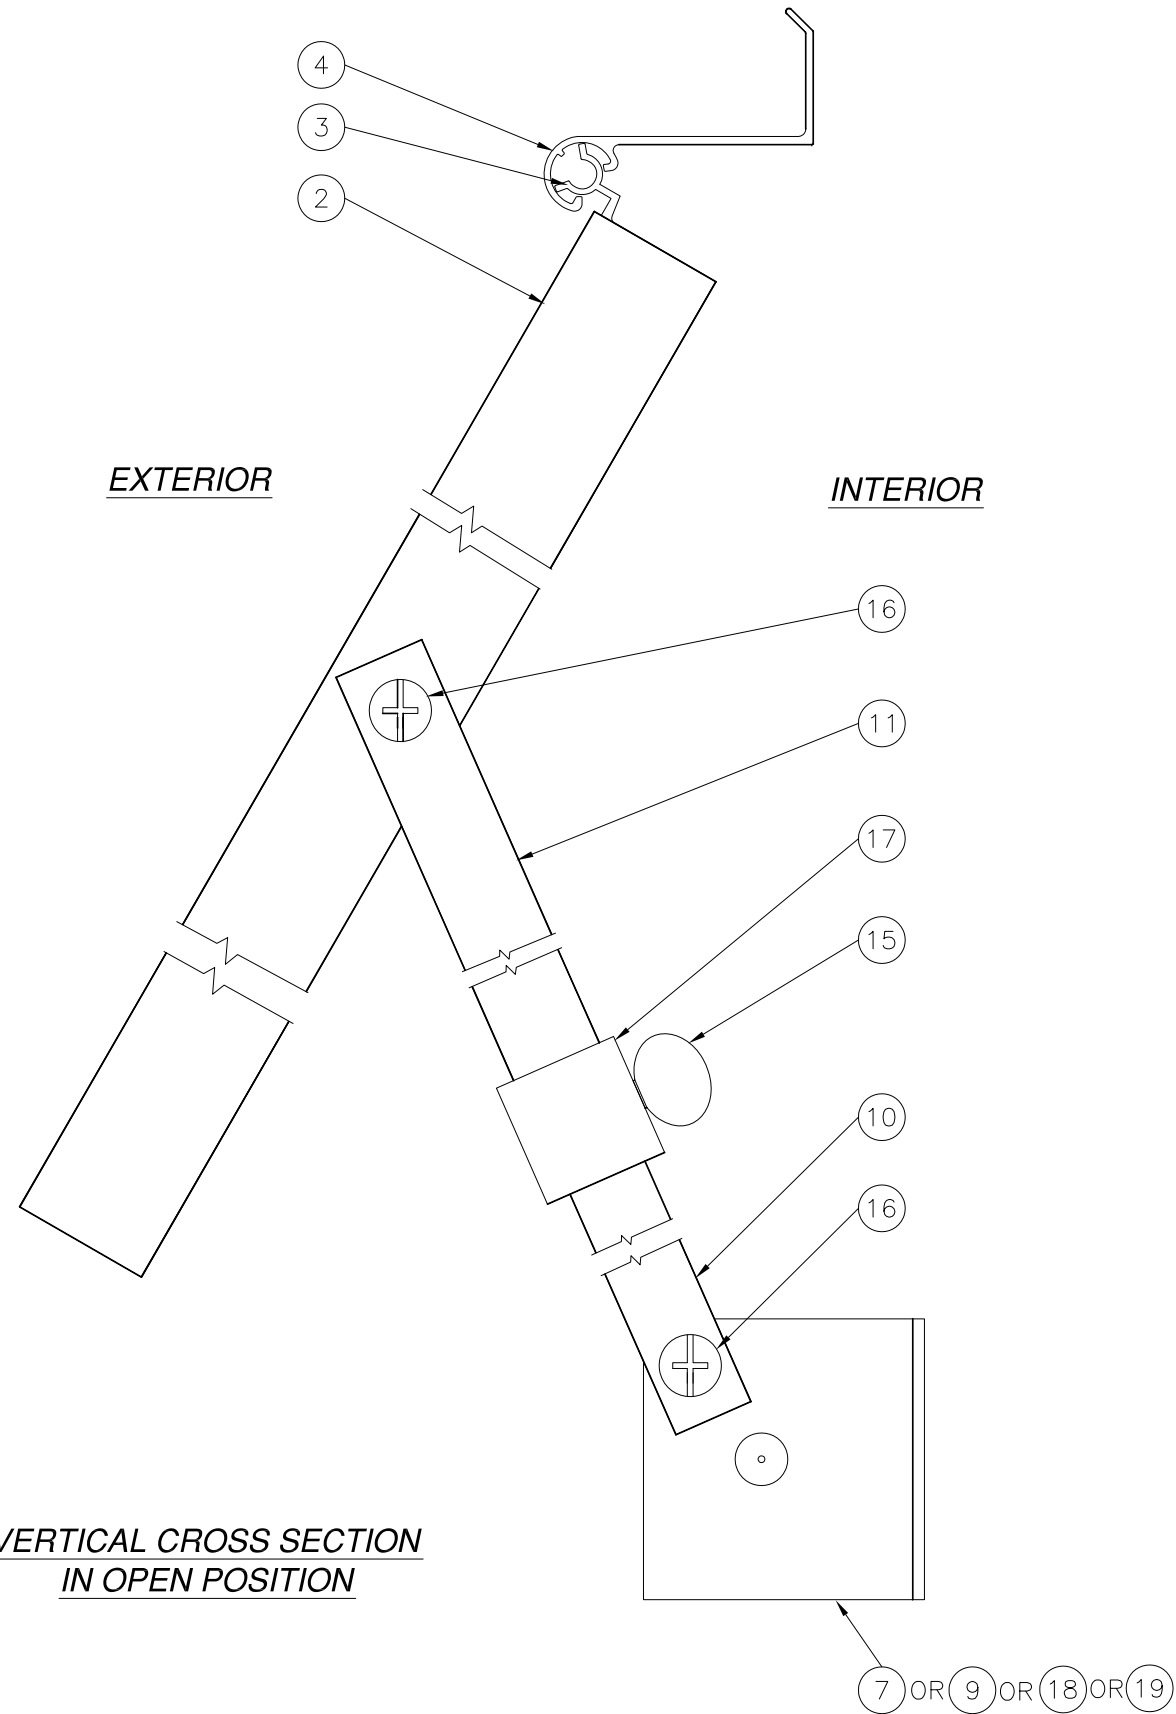 4
3
2
EXTERIOR
INTERIOR
16
11
17
15
10
16
VERTICAL CROSS SECTION
IN OPEN POSITION
7 OR 9 OR 18 OR 19